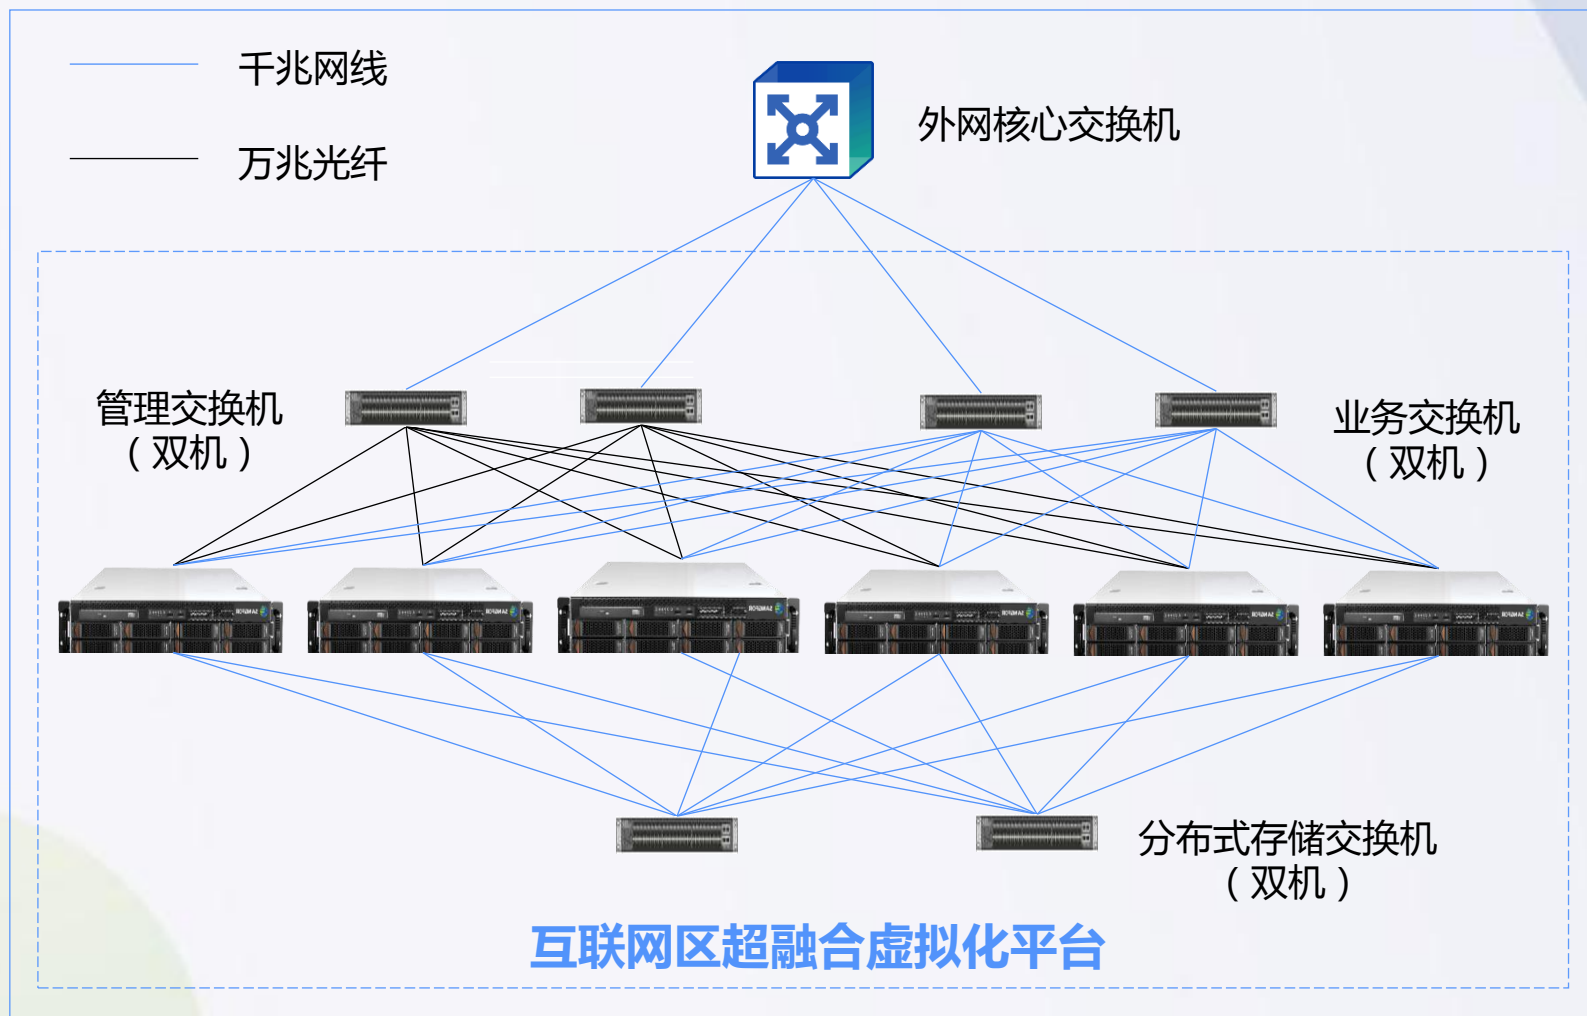 千兆网线
外网核心交换机
万兆光纤
管理交换机
（双机）
业务交换机
（双机）
分布式存储交换机
（双机）
互联网区超融合虚拟化平台